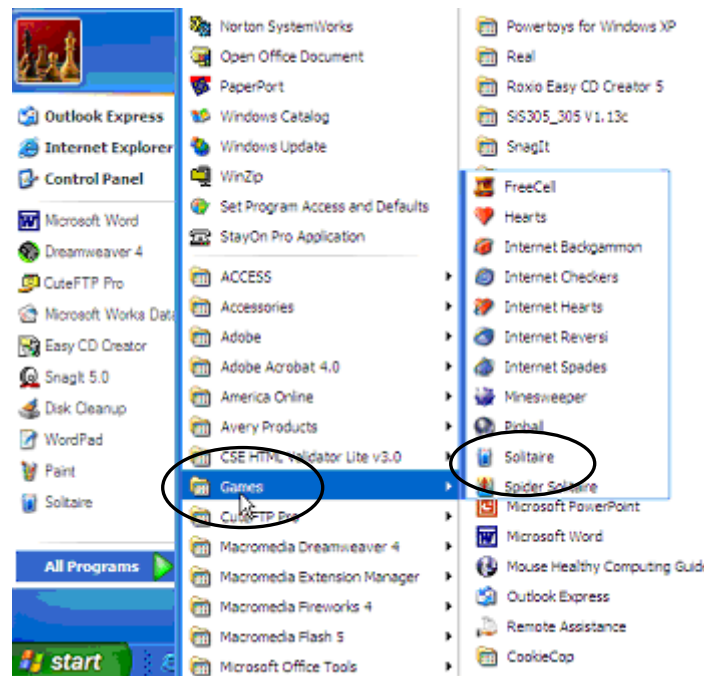 Outlook Express
Internet Explorer
Control Panel
Microsoft Word
Dreamweaver 4
CuteFTP Pro
Microsoft Works Data
Easy CD Creator
SnagIt 5.0
Disk Cleanup
WordPad
Paint
Solitaire
All Programs
start
Norton SystemWorks
Open Office Document
PaperPort
Windows Catalog
Windows Update
WinZip
Set Program Access and Defaults
StayOn Pro Application
ACCESS
Accessories
Adobe
Adobe Acrobat 4.0
America Online
Avery Products
CSE HTML Validator Lite v3.0
Games
CuteFTP Pro
Macromedia Dreamweaver 4
Macromedia Extension Manager
Macromedia Fireworks 4
Macromedia Flash 5
Microsoft Office Tools
Powertoys for Windows XP
Real
Roxio Easy CD Creator 5
SiS305_305 V1.13c
SnagIt
FreeCell
Hearts
Internet Backgammon
Internet Checkers
Internet Hearts
Internet Reversi
Internet Spades
Minesweeper
Pinball
Solitaire
Spider Solitaire
Microsoft PowerPoint
Microsoft Word
Mouse Healthy Computing Guide
Outlook Express
Remote Assistance
CookieCop